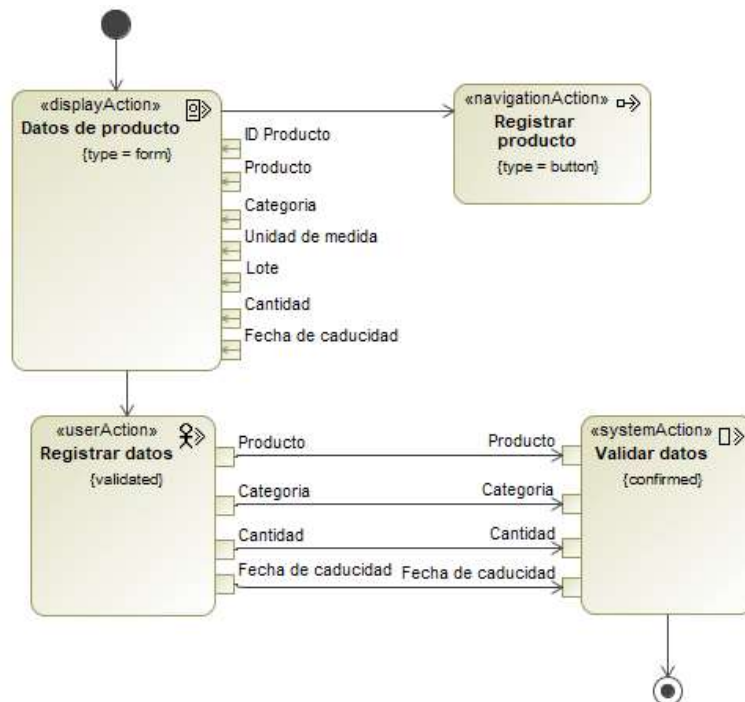 «displayAction»
Datos de producto
{type = form}
«navigationAction»
Registrar
producto
{type = button}
ID Producto
Producto
Categoria
Unidad de medida
Lote
Cantidad
Fecha de caducidad
«userAction»
Registrar datos
{validated}
Producto
Categoria
Cantidad
Fecha de caducidad
Producto
Categoria
Cantidad
Fecha de caducidad
«systemAction»
Validar datos
{confirmed}